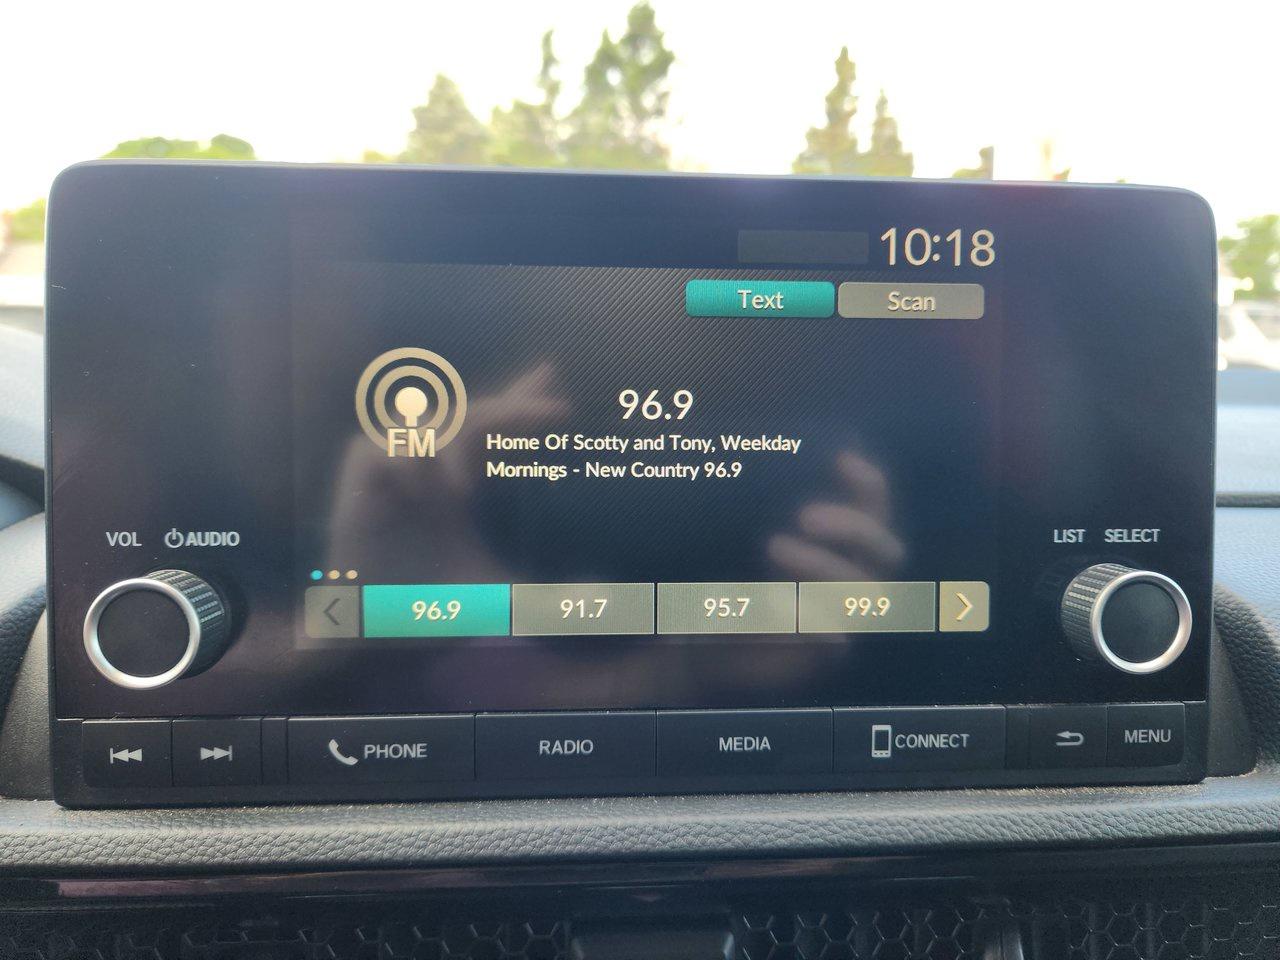 10:18
Text Scan
96.9
FM
Home Of Scotty and Tony, Weekday
Mornings - New Country 96.9
VOL AUDIO
LIST SELECT
96.9 91.7 95.7 99.9
PHONE RADIO MEDIA CONNECT MENU